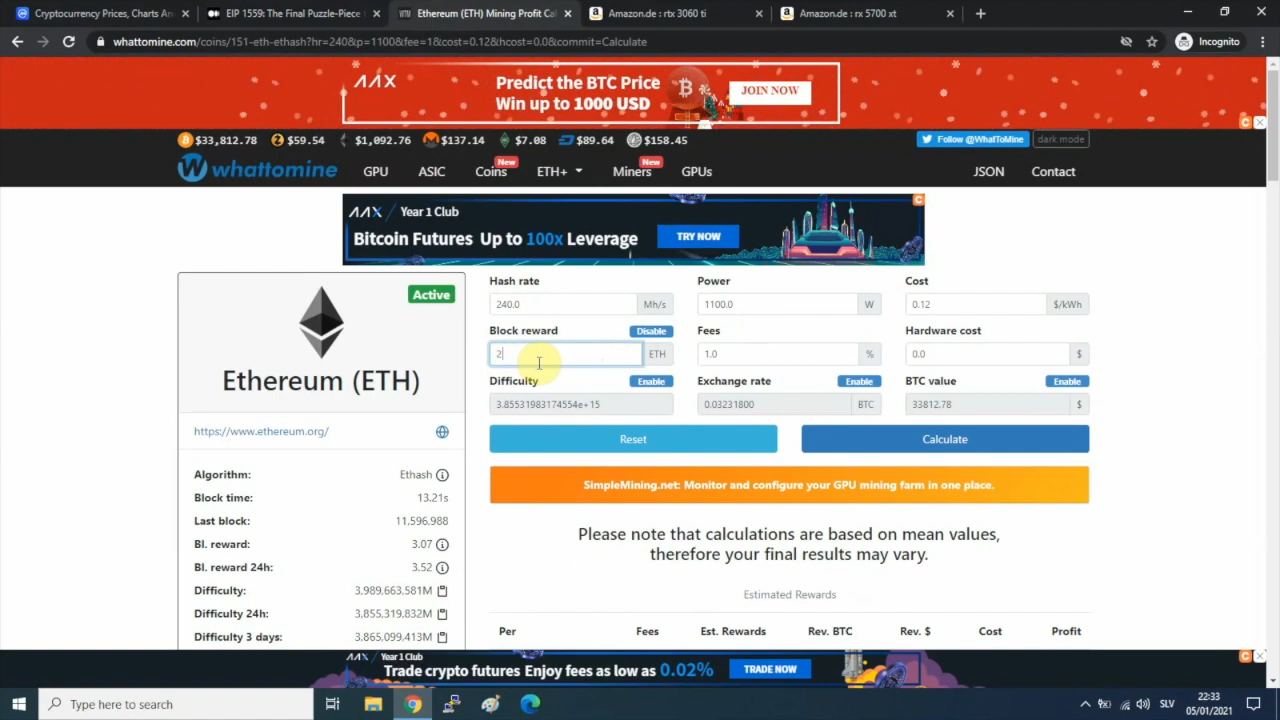 Cryptocurrency Prices, Charts An
EIP 1559: The Final Puzzle-Piece
Ethereum (ETH) Mining Profit Cal
Amazon.de: rtx 3060 ti
Amazon.de : rx 5700 xt
whattomine.com/coins/151-eth-ethash?hr=240&p=1100&fee=1&cost=0.12&hcost=0.0&commit=Calculate
Incognito
AAX
Predict the BTC Price
Win up to 1000 USD
JOIN NOW
$33,812.78 $59.54 $1,092.76 $137.14 $7.08 $89.64 $158.45
Follow @WhatToMine
dark mode
whattomine
GPU
ASIC
Coins
New
ETH+
Miners
New
GPUs
JSON
Contact
AAX / Year 1 Club
Bitcoin Futures Up to 100x Leverage
TRY NOW
Active
Ethereum (ETH)
https://www.ethereum.org/
Algorithm: Ethash
Block time: 13.21s
Last block: 11,596,988
Bl. reward: 3.07
Bl. reward 24h: 3.52
Difficulty: 3,989,663,581M
Difficulty 24h: 3,855,319,832M
Difficulty 3 days: 3,865,099,413M
Hash rate
240.0 Mh/s
Power
1100.0 W
Cost
0.12 $/kWh
Block reward Disable
2 ETH
Fees
1.0 %
Hardware cost
0.0 $
Difficulty Enable
3.85531983174554e+15
Exchange rate Enable
0.03231800 BTC
BTC value Enable
33812.78 $
Reset
Calculate
SimpleMining.net: Monitor and configure your GPU mining farm in one place.
Please note that calculations are based on mean values,
therefore your final results may vary.
Estimated Rewards
Per Fees Est. Rewards Rev. BTC Rev. $ Cost Profit
AAX / Year 1 Club
Trade crypto futures Enjoy fees as low as 0.02%
TRADE NOW
Type here to search
SLV
22:33
05/01/2021